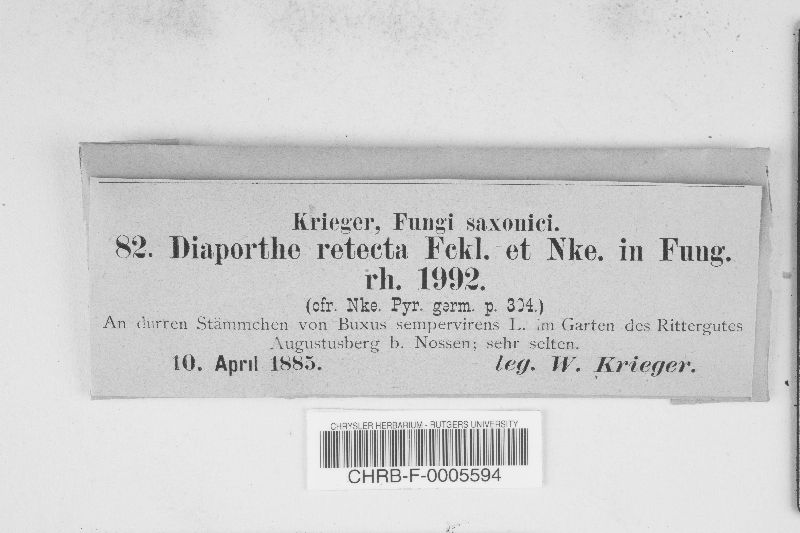 Krieger, Fungi saxonici.
82. Diaporthe retecta Fckl. et Nke. in Fung.
rh. 1992.
(cfr. Nke. Pyr. germ. p. 304.)
An dürren Stämmchen von Buxus sempervirens L. im Garten des Rittergutes
Augustusberg b. Nossen; sehr selten.
10. April 1885. leg. W. Krieger.
CHRYSLER HERBARIUM - RUTGERS UNIVERSITY
CHRB-F-0005594